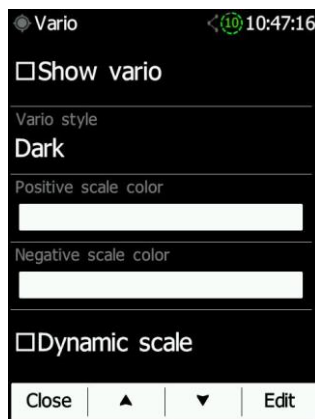 Vario 10 10:47:16
Show vario
Vario style
Dark
Positive scale color
Negative scale color
Dynamic scale
Close Edit